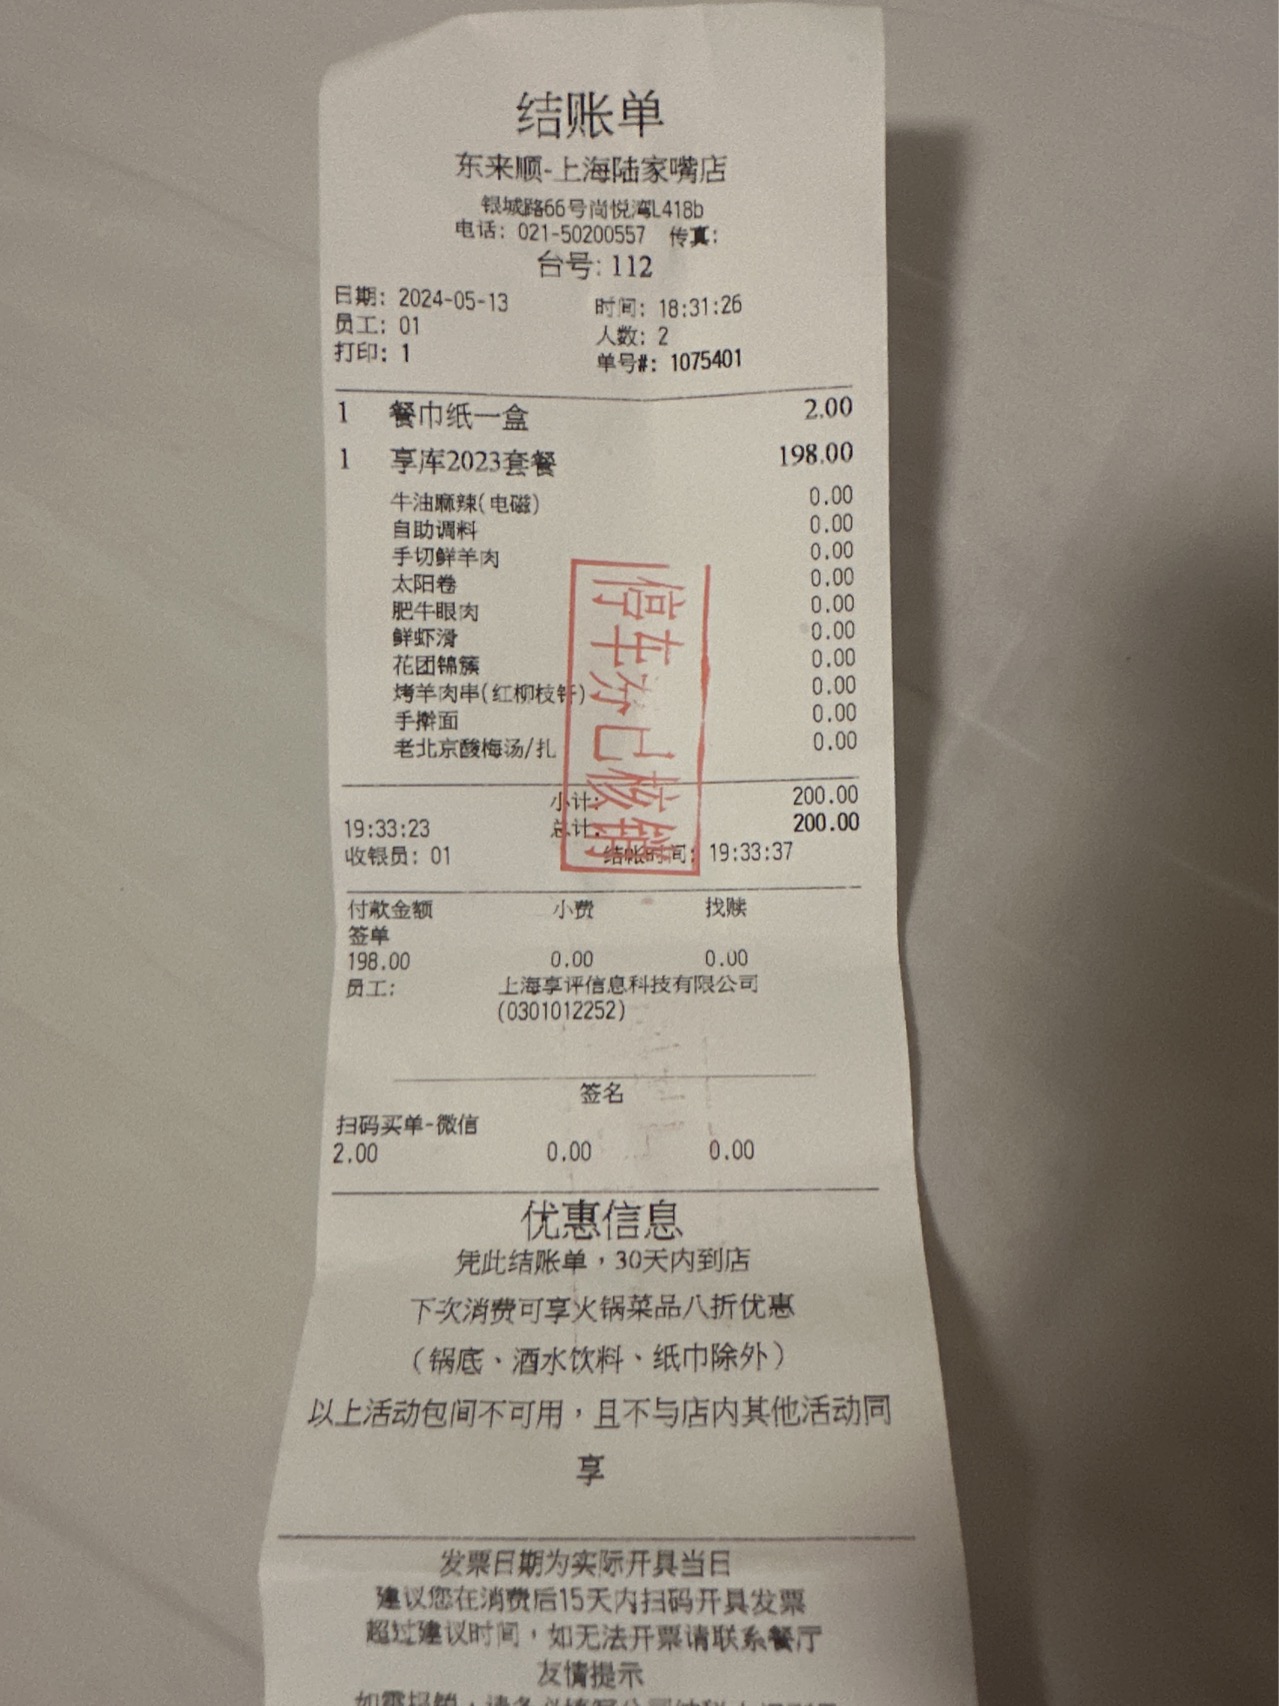 结账单
东来顺-上海陆家嘴店
银城路66号尚悦湾L418b
电话: 021-50200557 传真:
台号: 112
日期: 2024-05-13 时间: 18:31:26
员工: 01 人数: 2
打印: 1 单号#: 1075401
1 餐巾纸一盒 2.00
1 享库2023套餐 198.00
牛油麻辣(电磁) 0.00
自助调料 0.00
手切鲜羊肉 0.00
太阳卷 0.00
肥牛眼肉 0.00
鲜虾滑 0.00
花团锦簇 0.00
烤羊肉串(红柳枝钎) 0.00
手擀面 0.00
老北京酸梅汤/扎 0.00
停车券已核销
小计: 200.00
19:33:23 总计: 200.00
收银员: 01 结帐时间: 19:33:37
付款金额 小费 找赎
签单
198.00 0.00 0.00
员工: 上海享评信息科技有限公司
(0301012252)
签名
扫码买单-微信
2.00 0.00 0.00
优惠信息
凭此结账单，30天内到店
下次消费可享火锅菜品八折优惠
（锅底、酒水饮料、纸巾除外）
以上活动包间不可用，且不与店内其他活动同
享
发票日期为实际开具当日
建议您在消费后15天内扫码开具发票
超过建议时间，如无法开票请联系餐厅
友情提示
如需报销，请务必填写公司